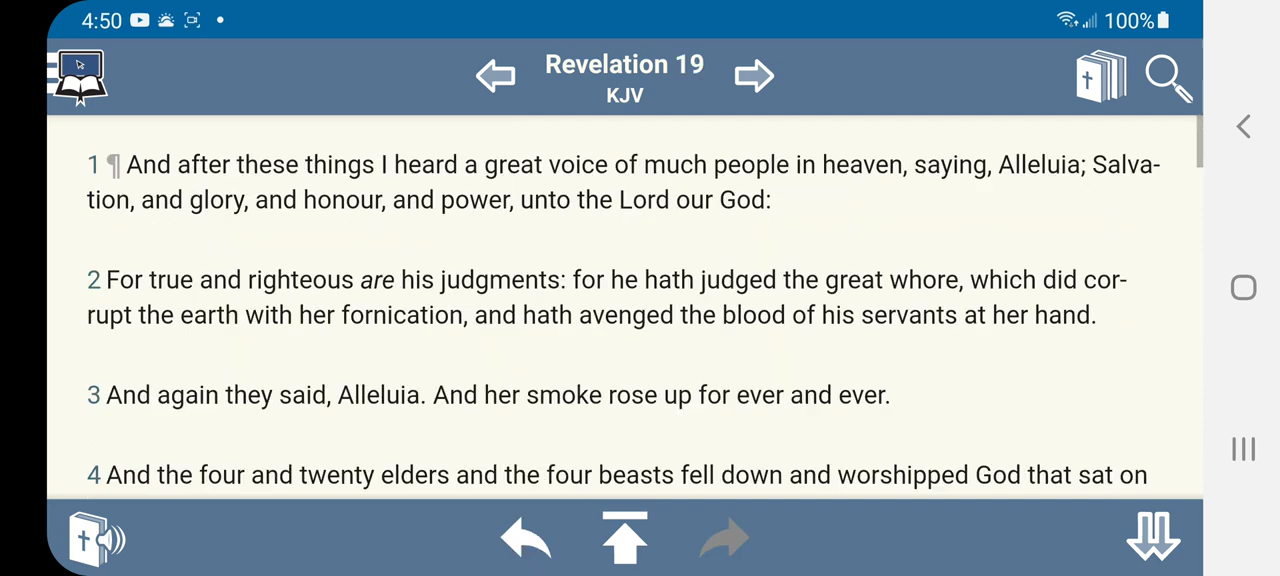 4:50 100%
Revelation 19
KJV
1 ¶ And after these things I heard a great voice of much people in heaven, saying, Alleluia; Salva-
tion, and glory, and honour, and power, unto the Lord our God:
2 For true and righteous are his judgments: for he hath judged the great whore, which did cor-
rupt the earth with her fornication, and hath avenged the blood of his servants at her hand.
3 And again they said, Alleluia. And her smoke rose up for ever and ever.
4 And the four and twenty elders and the four beasts fell down and worshipped God that sat on